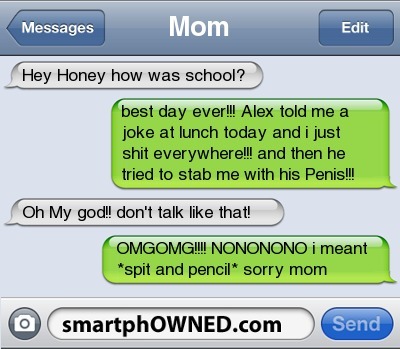 Messages
Mom
Edit
Hey Honey how was school?
best day ever!!! Alex told me a
joke at lunch today and i just
shit everywhere!!! and then he
tried to stab me with his Penis!!!
Oh My god!! don't talk like that!
OMGOMG!!!! NONONONO i meant
*spit and pencil* sorry mom
smartphOWNED.com
Send